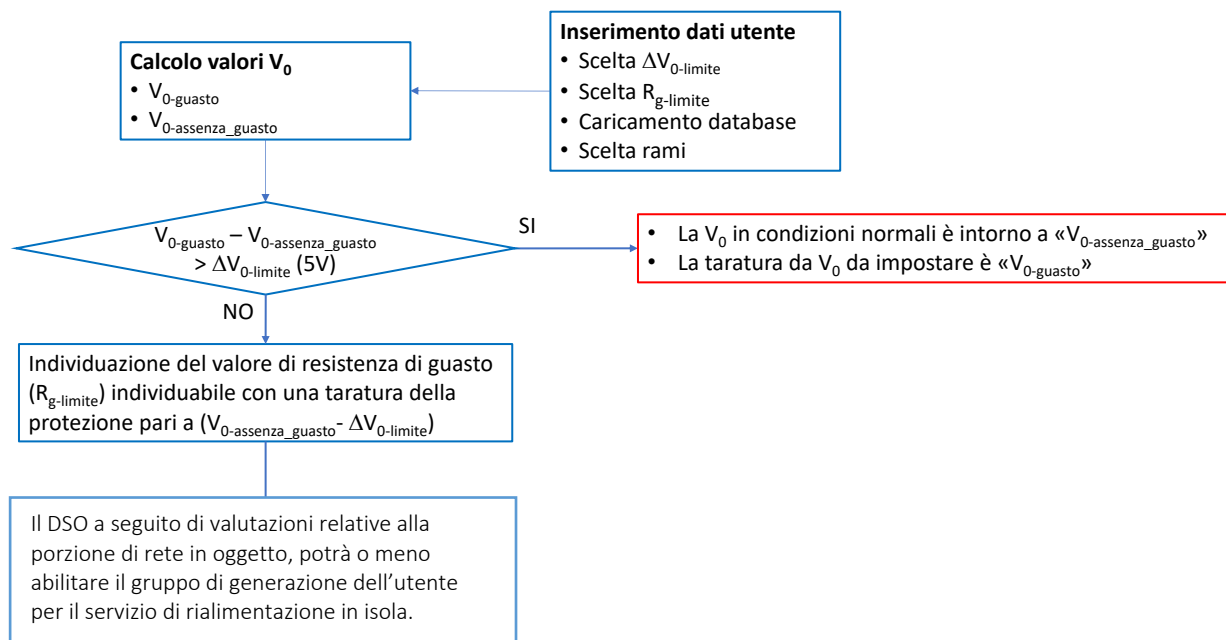 Inserimento dati utente
• Scelta ΔV0-limite
• Scelta Rg-limite
• Caricamento database
• Scelta rami
Calcolo valori V0
• V0-guasto
• V0-assenza_guasto
V0-guasto – V0-assenza_guasto
> ΔV0-limite (5V)
SI
• La V0 in condizioni normali è intorno a «V0-assenza_guasto»
• La taratura da V0 da impostare è «V0-guasto»
NO
Individuazione del valore di resistenza di guasto
(Rg-limite) individuabile con una taratura della
protezione pari a (V0-assenza_guasto- ΔV0-limite)
Il DSO a seguito di valutazioni relative alla
porzione di rete in oggetto, potrà o meno
abilitare il gruppo di generazione dell'utente
per il servizio di rialimentazione in isola.